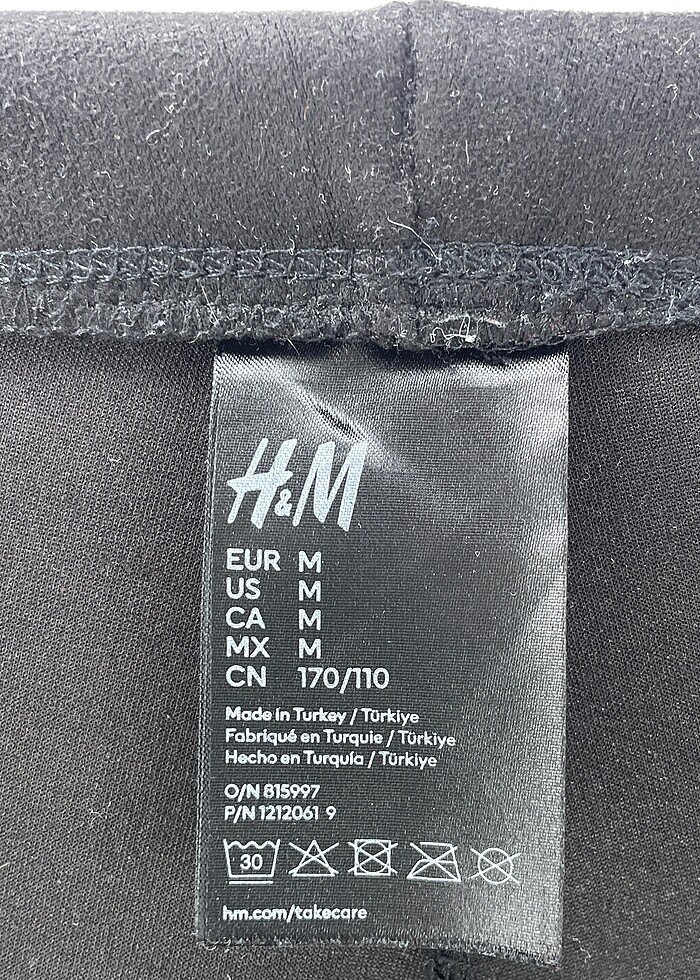 H&M
EUR M
US M
CA M
MX M
CN 170/110
Made in Turkey / Türkiye
Fabriqué en Turquie / Türkiye
Hecho en Turquía / Türkiye
O/N 815997
P/N 1212061 9
30
hm.com/takecare